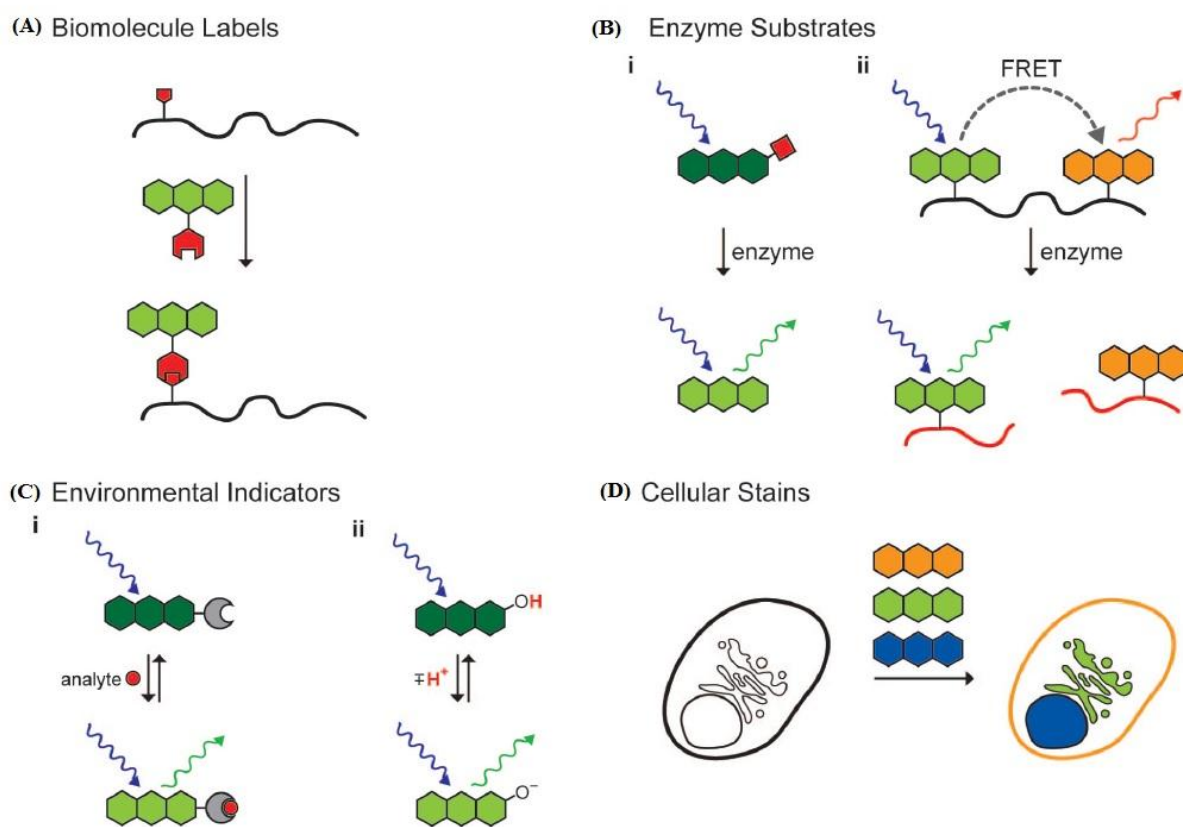 (A) Biomolecule Labels
(B) Enzyme Substrates
i
ii
FRET
enzyme
enzyme
(C) Environmental Indicators
i
ii
OH
analyte
∓H⁺
O⁻
(D) Cellular Stains